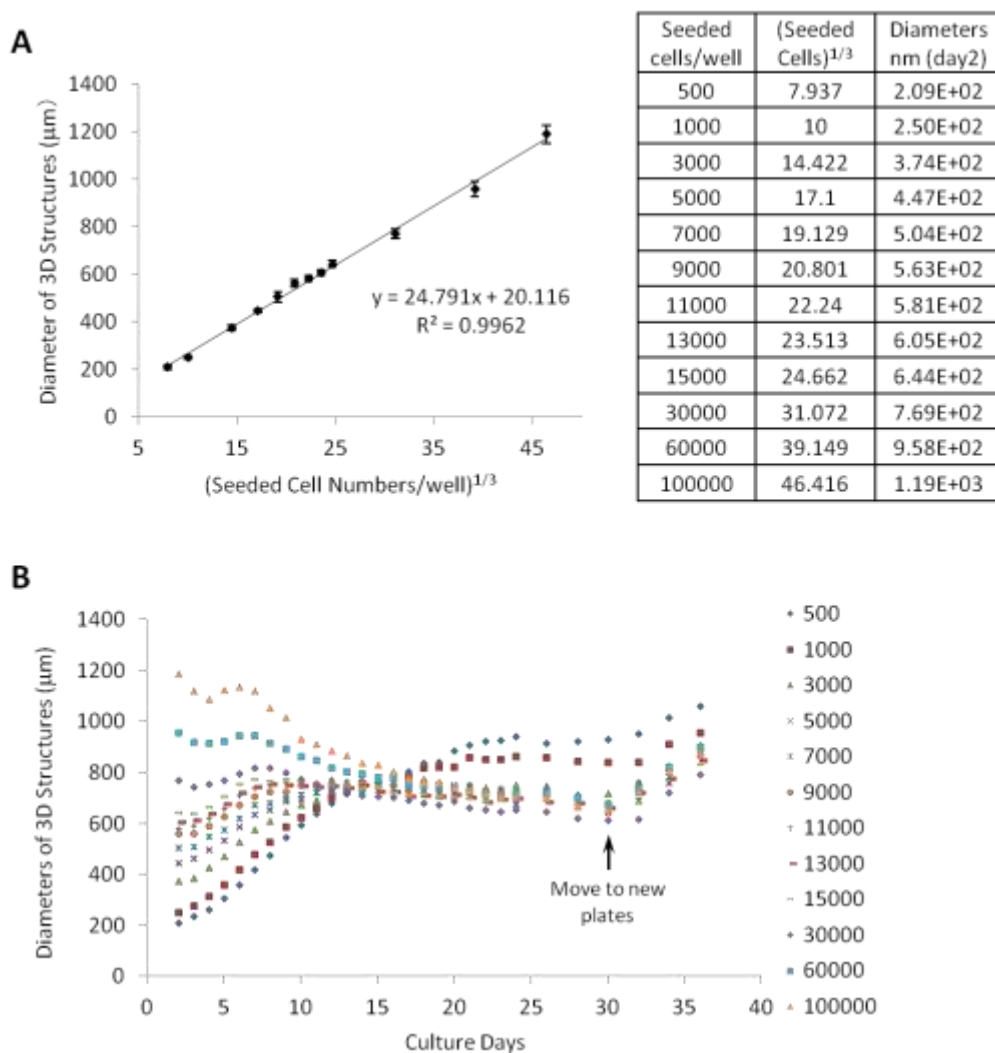 A
Diameter of 3D Structures (μm)
1400
1200
1000
800
600
400
200
0
y = 24.791x + 20.116
R² = 0.9962
5 15 25 35 45
(Seeded Cell Numbers/well)1/3
Seeded cells/well (Seeded Cells)1/3 Diameters nm (day2)
500 7.937 2.09E+02
1000 10 2.50E+02
3000 14.422 3.74E+02
5000 17.1 4.47E+02
7000 19.129 5.04E+02
9000 20.801 5.63E+02
11000 22.24 5.81E+02
13000 23.513 6.05E+02
15000 24.662 6.44E+02
30000 31.072 7.69E+02
60000 39.149 9.58E+02
100000 46.416 1.19E+03
B
Diameters of 3D Structures (μm)
1400
1200
1000
800
600
400
200
0
Move to new
plates
0 5 10 15 20 25 30 35 40
Culture Days
500
1000
3000
5000
7000
9000
11000
13000
15000
30000
60000
100000